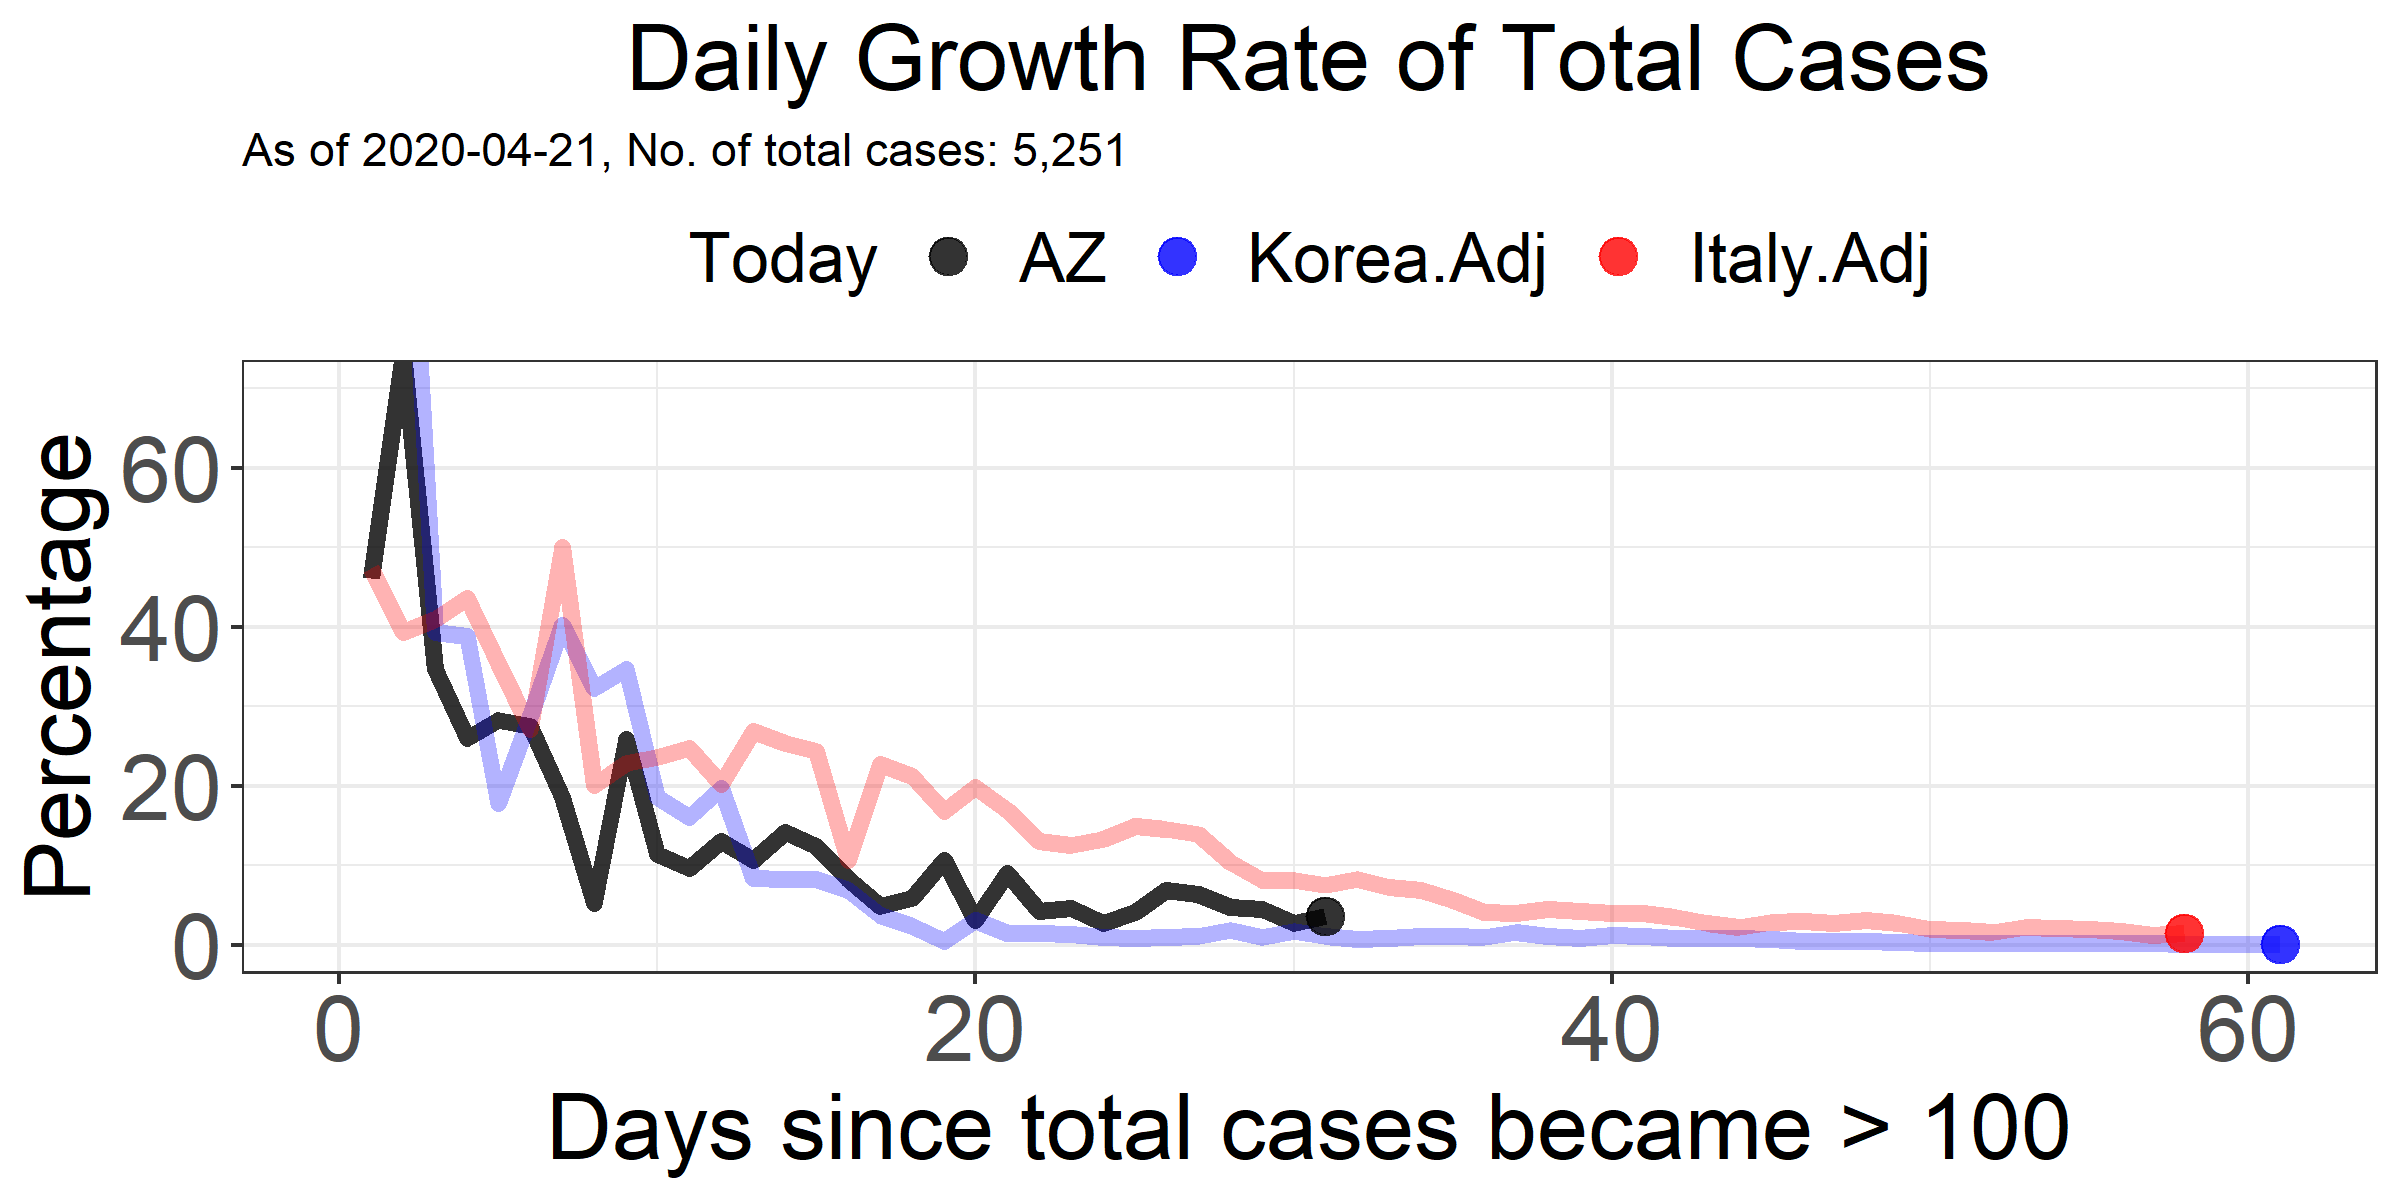 Daily Growth Rate of Total Cases
As of 2020-04-21, No. of total cases: 5,251
Today AZ Korea.Adj Italy.Adj
Percentage
60
40
20
0
0 20 40 60
Days since total cases became > 100